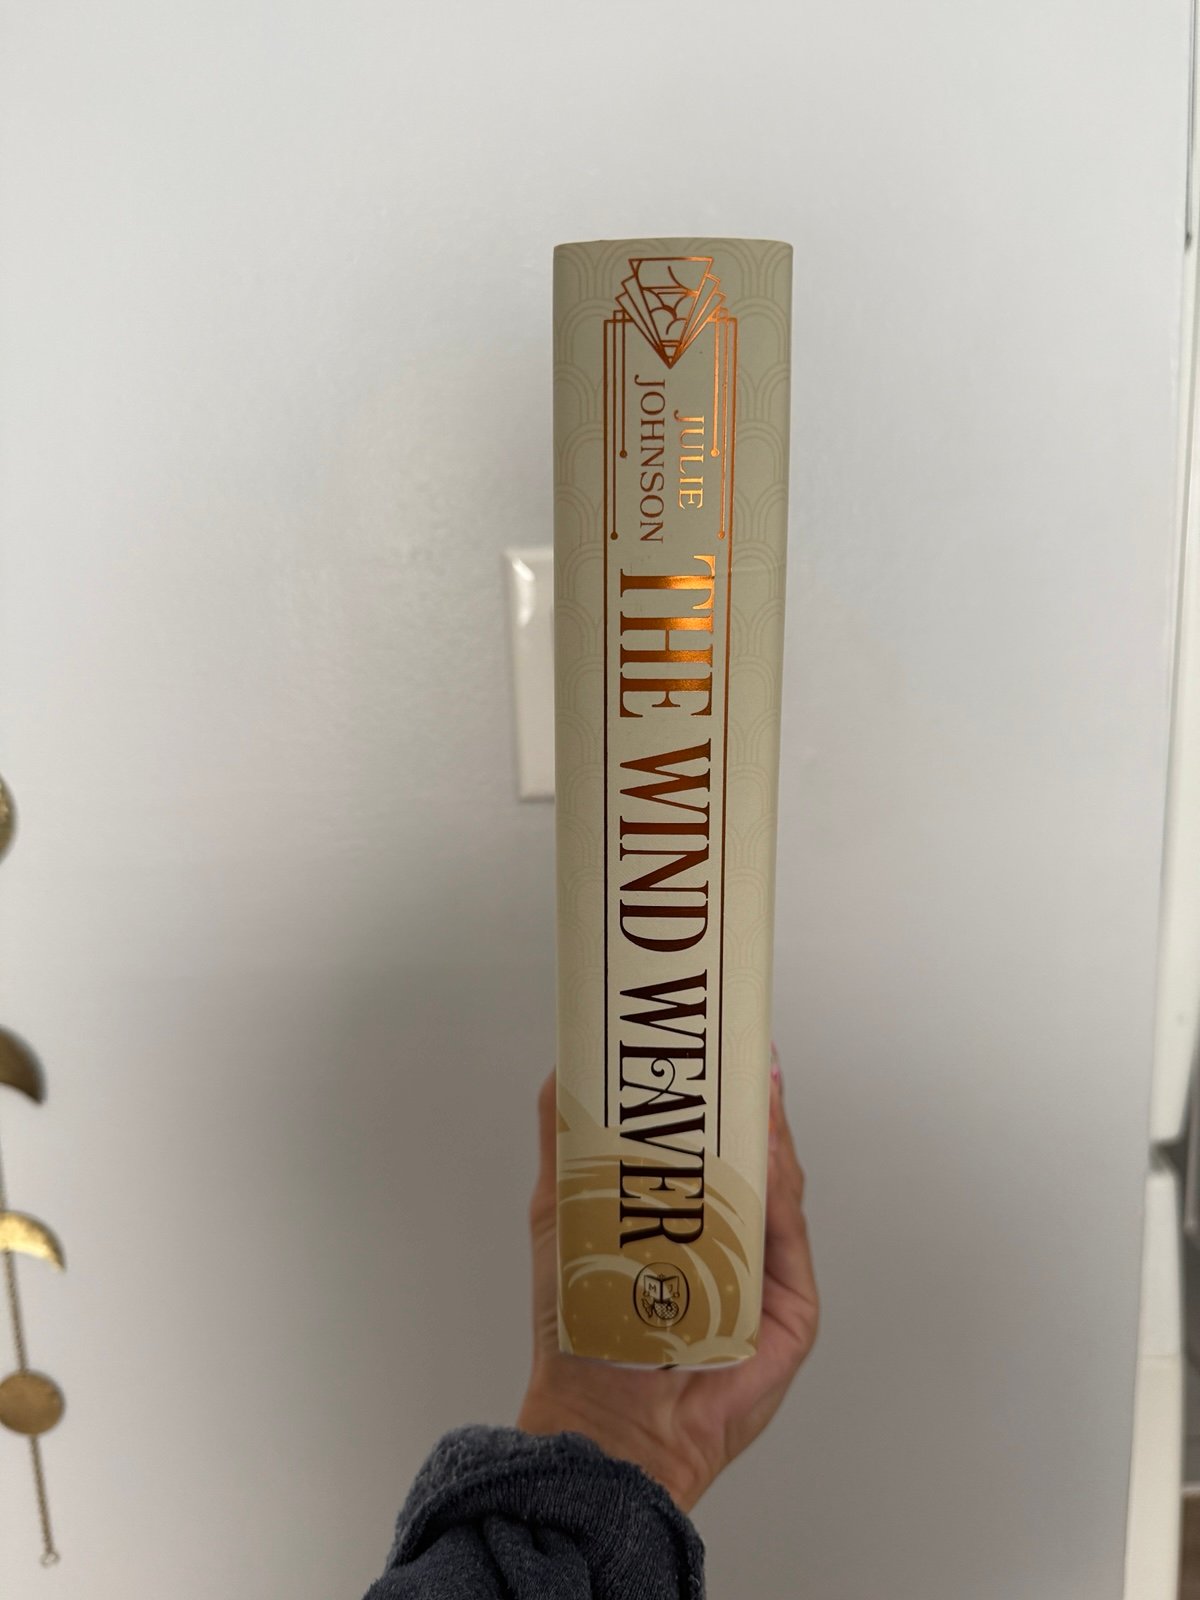 JULIE
JOHNSON
THE WIND WEAVER
M J